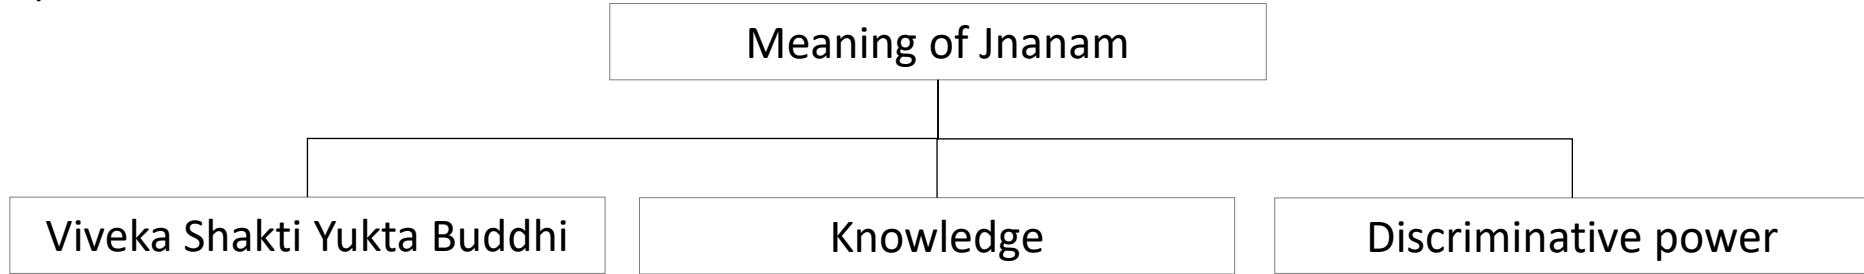 Meaning of Jnanam
Viveka Shakti Yukta Buddhi
Knowledge
Discriminative power